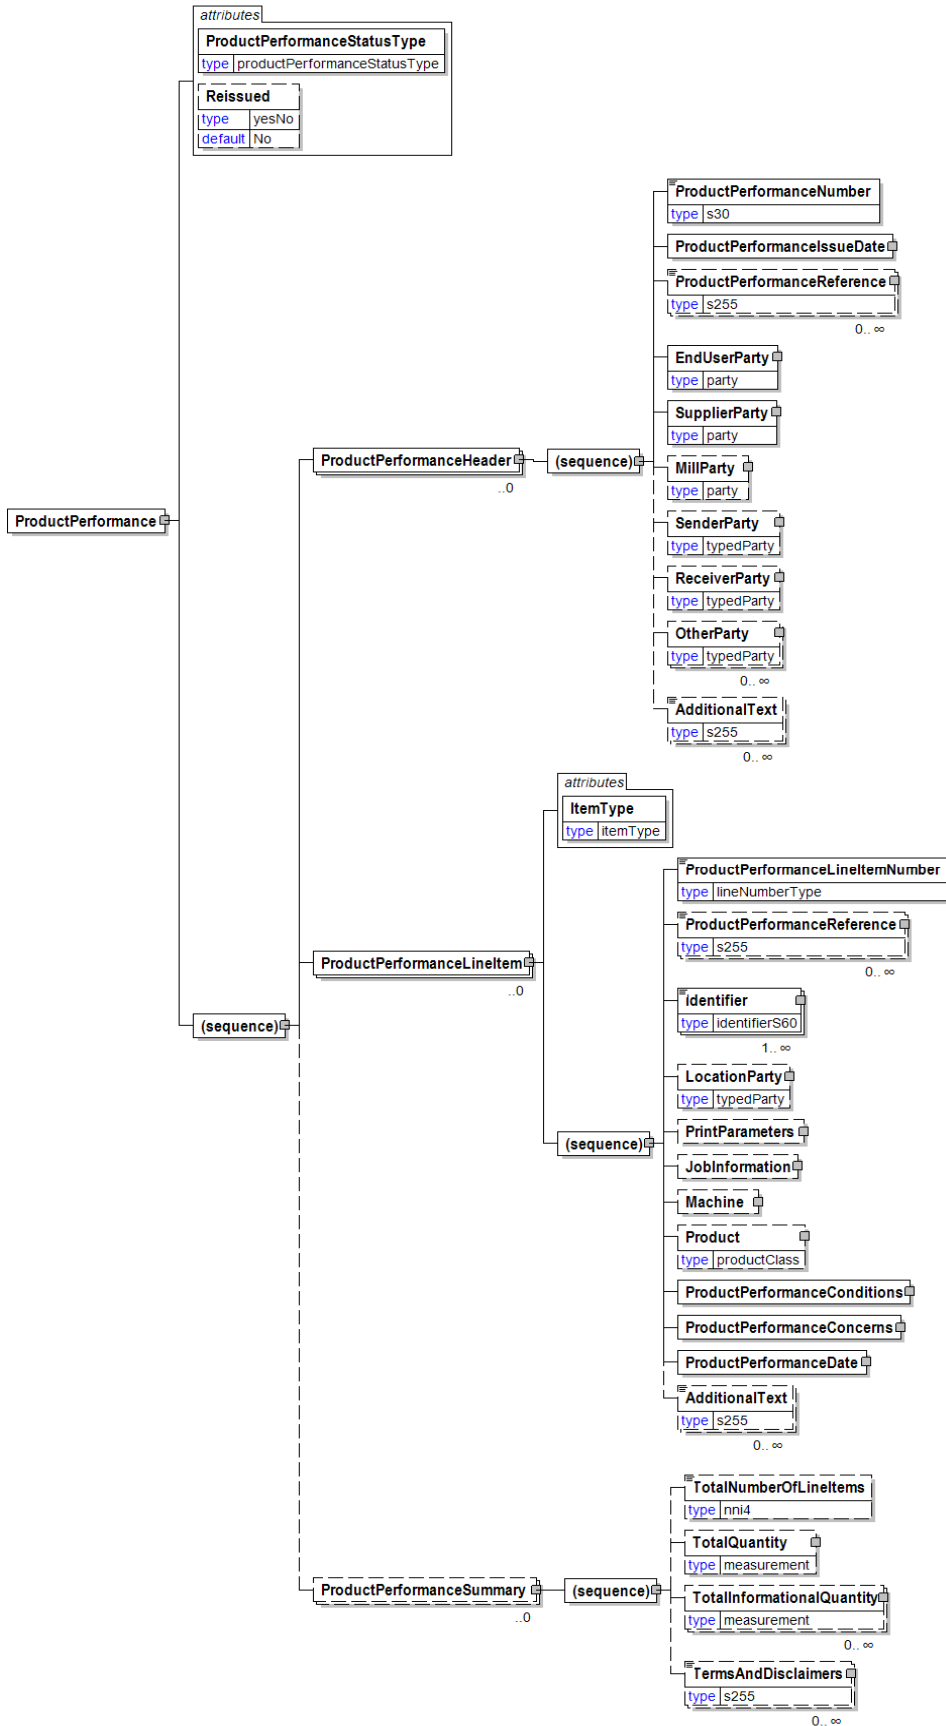 attributes
ProductPerformanceStatusType
type productPerformanceStatusType
Reissued
type yesNo
default No
ProductPerformanceNumber
type s30
ProductPerformanceIssueDate
ProductPerformanceReference
type s255
0.. ∞
EndUserParty
type party
SupplierParty
type party
ProductPerformanceHeader
(sequence)
..0
MillParty
type party
ProductPerformance
SenderParty
type typedParty
ReceiverParty
type typedParty
OtherParty
type typedParty
0.. ∞
AdditionalText
type s255
0.. ∞
attributes
ItemType
type itemType
ProductPerformanceLineItemNumber
type lineNumberType
ProductPerformanceReference
type s255
0.. ∞
ProductPerformanceLineItem
..0
Identifier
type identifierS60
1.. ∞
(sequence)
LocationParty
type typedParty
PrintParameters
(sequence)
JobInformation
Machine
Product
type productClass
ProductPerformanceConditions
ProductPerformanceConcerns
ProductPerformanceDate
AdditionalText
type s255
0.. ∞
TotalNumberOfLineItems
type nni4
TotalQuantity
type measurement
ProductPerformanceSummary
(sequence)
..0
TotalInformationalQuantity
type measurement
0.. ∞
TermsAndDisclaimers
type s255
0.. ∞